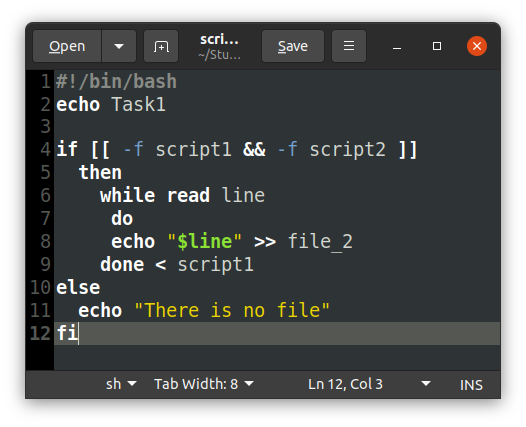 Open scri... Save
~/Stu...
1 #!/bin/bash
2 echo Task1
3
4 if [[ -f script1 && -f script2 ]]
5   then
6     while read line
7      do
8      echo "$line" >> file_2
9     done < script1
10 else
11   echo "There is no file"
12 fi
sh Tab Width: 8 Ln 12, Col 3 INS